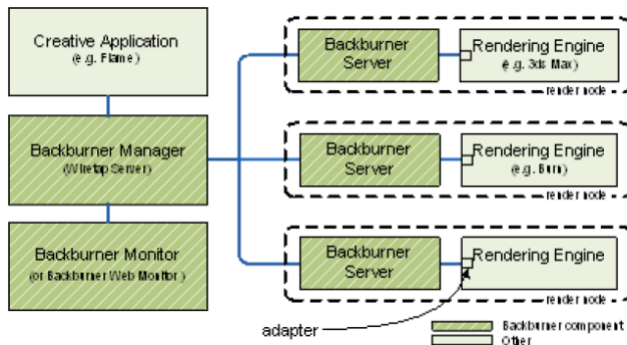 Creative Application
(e.g. Flame)
Backburner Manager
(Wiretap Server)
Backburner Monitor
(or Backburner Web Monitor)
Backburner
Server
Rendering Engine
(e.g. 3ds Max)
render node
Backburner
Server
Rendering Engine
(e.g. Burn)
render node
Backburner
Server
Rendering Engine
render node
adapter
Backburner component
Other